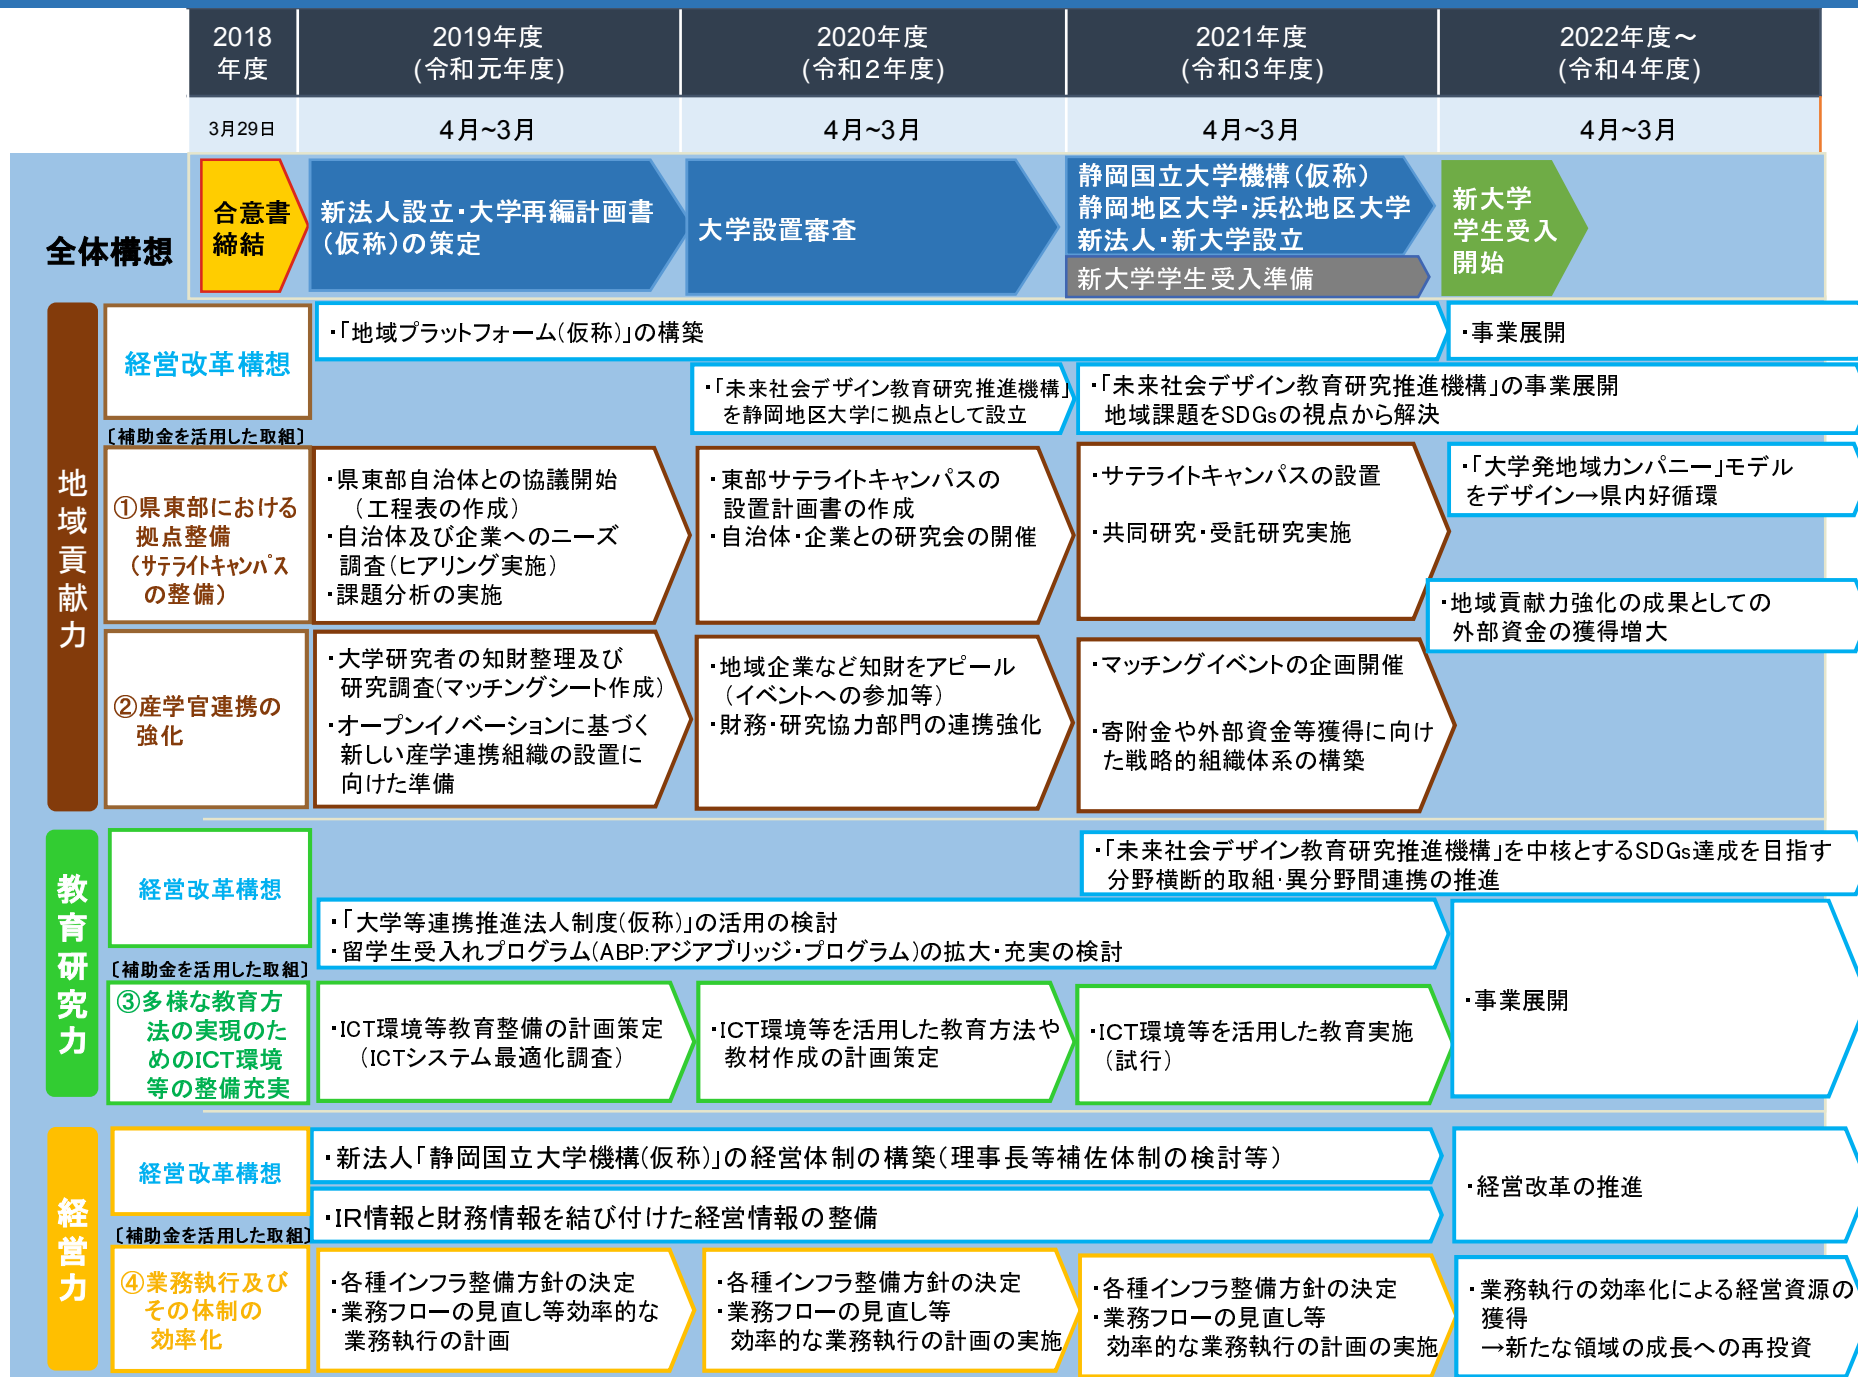 2018
年度
2019年度
(令和元年度)
2020年度
(令和2年度)
2021年度
(令和3年度)
2022年度～
(令和4年度)
3月29日
4月~3月
4月~3月
4月~3月
4月~3月
全体構想
合意書
締結
新法人設立・大学再編計画書
（仮称）の策定
大学設置審査
静岡国立大学機構（仮称）
静岡地区大学・浜松地区大学
新法人・新大学設立
新大学学生受入準備
新大学
学生受入
開始
地域貢献力
経営改革構想
・「地域プラットフォーム(仮称)」の構築
・事業展開
・「未来社会デザイン教育研究推進機構」
を静岡地区大学に拠点として設立
・「未来社会デザイン教育研究推進機構」の事業展開
地域課題をSDGsの視点から解決
〔補助金を活用した取組〕
①県東部における
拠点整備
（ｻﾃﾗｲﾄｷｬﾝﾊﾟｽ
の整備）
・県東部自治体との協議開始
（工程表の作成）
・自治体及び企業へのニーズ
調査（ヒアリング実施）
・課題分析の実施
・東部サテライトキャンパスの
設置計画書の作成
・自治体・企業との研究会の開催
・サテライトキャンパスの設置
・共同研究・受託研究実施
・「大学発地域カンパニー」モデル
をデザイン→県内好循環
・地域貢献力強化の成果としての
外部資金の獲得増大
②産学官連携の
強化
・大学研究者の知財整理及び
研究調査(マッチングシート作成)
・オープンイノベーションに基づく
新しい産学連携組織の設置に
向けた準備
・地域企業など知財をアピール
（イベントへの参加等）
・財務・研究協力部門の連携強化
・マッチングイベントの企画開催
・寄附金や外部資金等獲得に向け
た戦略的組織体系の構築
教育研究力
経営改革構想
・「未来社会デザイン教育研究推進機構」を中核とするSDGs達成を目指す
分野横断的取組・異分野間連携の推進
・「大学等連携推進法人制度(仮称)」の活用の検討
・留学生受入れプログラム(ABP:アジアブリッジ・プログラム)の拡大・充実の検討
・事業展開
〔補助金を活用した取組〕
③多様な教育方
法の実現のた
めのICT環境
等の整備充実
・ICT環境等教育整備の計画策定
（ICTシステム最適化調査）
・ICT環境等を活用した教育方法や
教材作成の計画策定
・ICT環境等を活用した教育実施
（試行）
経営力
経営改革構想
・新法人「静岡国立大学機構(仮称)」の経営体制の構築（理事長等補佐体制の検討等）
・IR情報と財務情報を結び付けた経営情報の整備
・経営改革の推進
〔補助金を活用した取組〕
④業務執行及び
その体制の
効率化
・各種インフラ整備方針の決定
・業務フローの見直し等効率的な
業務執行の計画
・各種インフラ整備方針の決定
・業務フローの見直し等
効率的な業務執行の計画の実施
・各種インフラ整備方針の決定
・業務フローの見直し等
効率的な業務執行の計画の実施
・業務執行の効率化による経営資源の
獲得
→新たな領域の成長への再投資